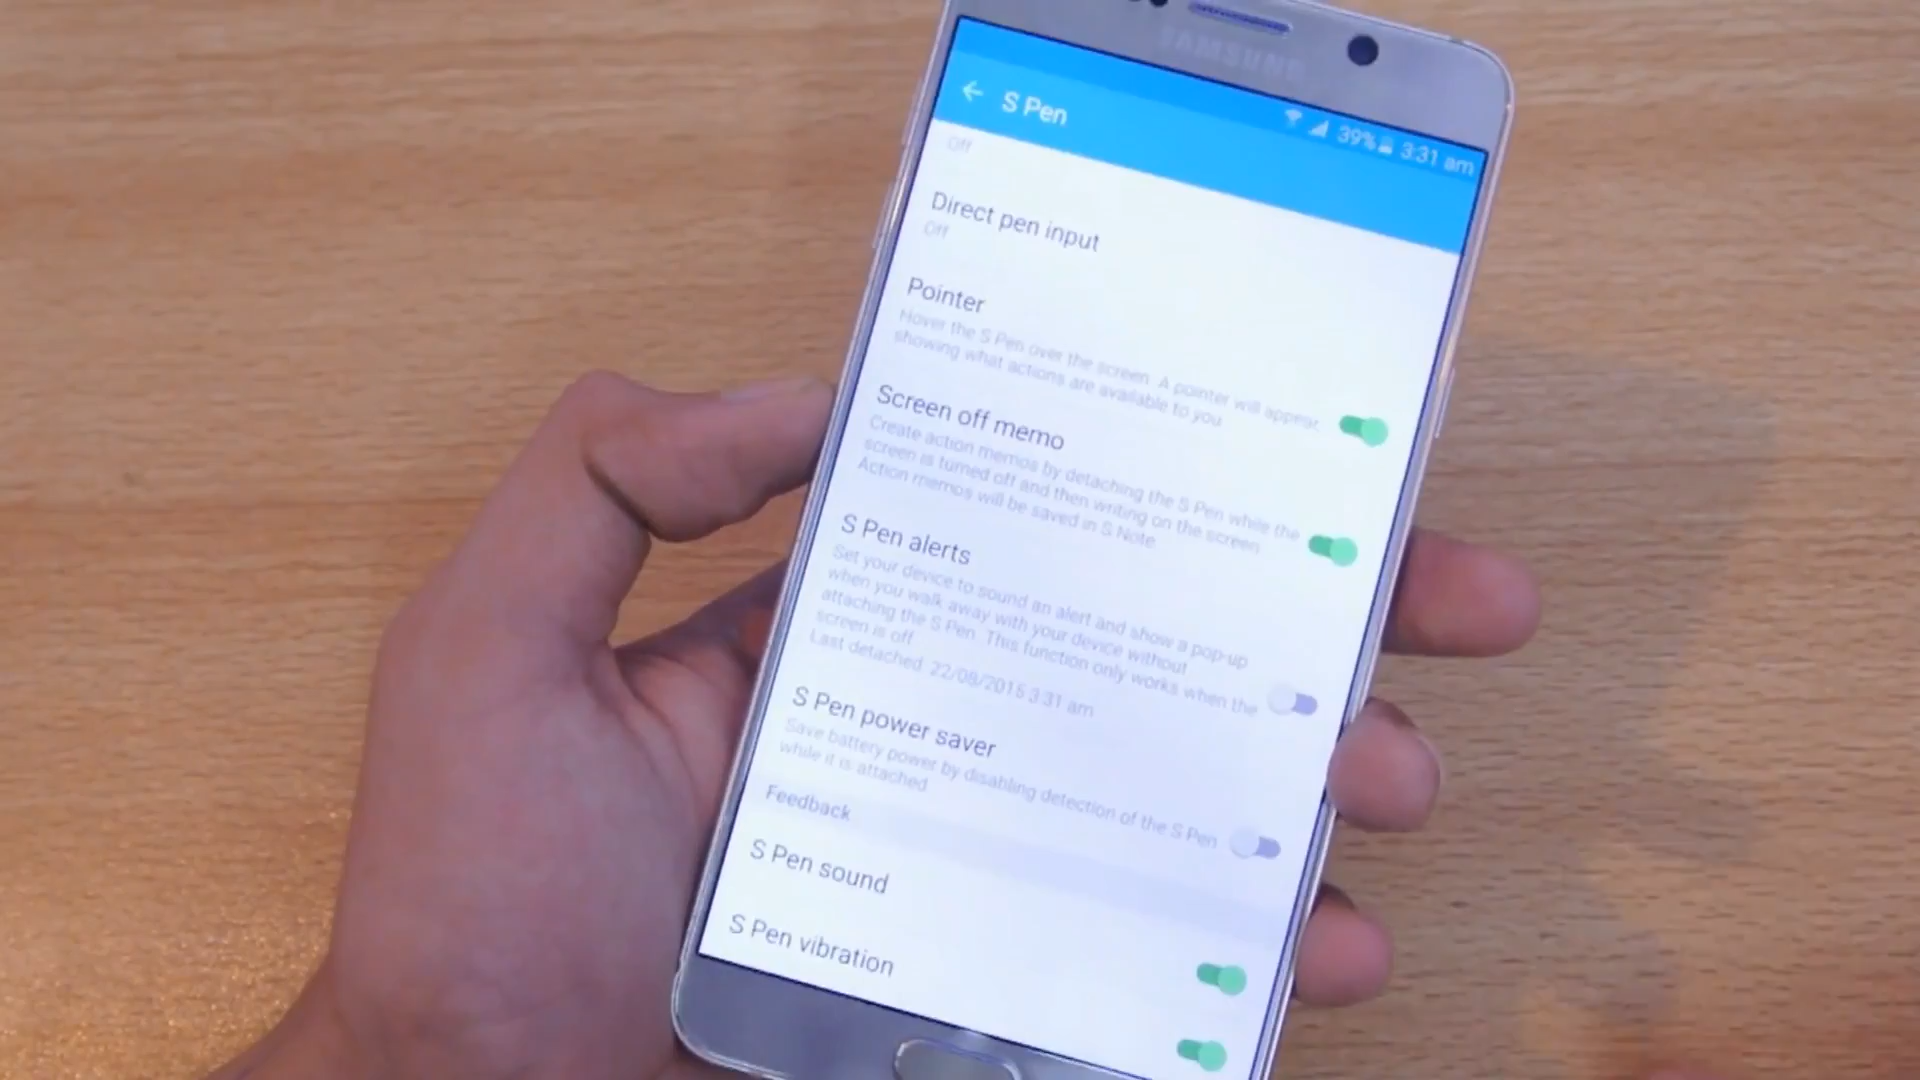 SAMSUNG
39% 3:31 am
S Pen
Off
Direct pen input
Off
Pointer
Hover the S Pen over the screen. A pointer will appear,
showing what actions are available to you.
Screen off memo
Create action memos by detaching the S Pen while the
screen is turned off and then writing on the screen.
Action memos will be saved in S Note.
S Pen alerts
Set your device to sound an alert and show a pop-up
when you walk away with your device without
attaching the S Pen. This function only works when the
screen is off.
Last detached: 22/08/2015 3:31 am
S Pen power saver
Save battery power by disabling detection of the S Pen
while it is attached.
Feedback
S Pen sound
S Pen vibration